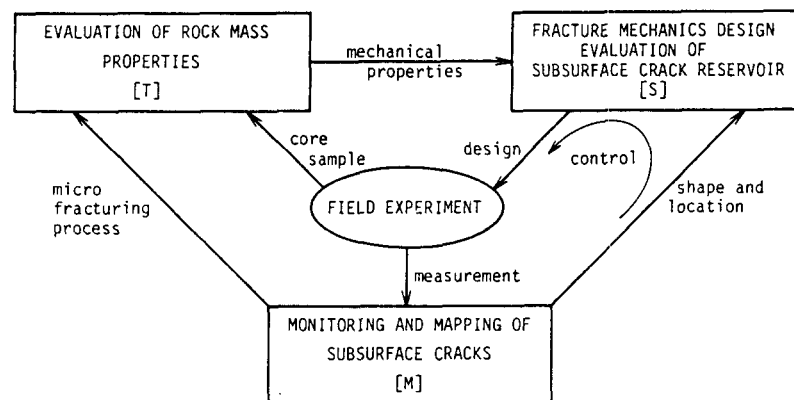 EVALUATION OF ROCK MASS
PROPERTIES
[T]
mechanical
properties
FRACTURE MECHANICS DESIGN
EVALUATION OF
SUBSURFACE CRACK RESERVOIR
[S]
core
sample
design
control
micro
fracturing
process
shape and
location
FIELD EXPERIMENT
measurement
MONITORING AND MAPPING OF
SUBSURFACE CRACKS
[M]